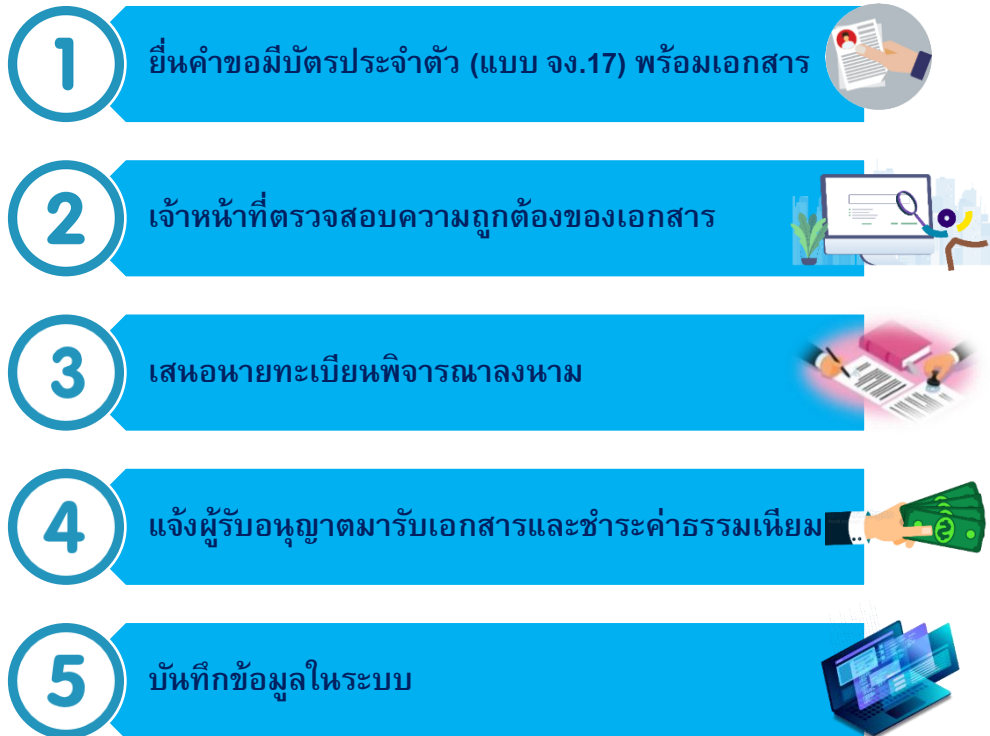 1
ยื่นคำขอมีบัตรประจำตัว (แบบ จง.17) พร้อมเอกสาร
2
เจ้าหน้าที่ตรวจสอบความถูกต้องของเอกสาร
3
เสนอนายทะเบียนพิจารณาลงนาม
4
แจ้งผู้รับอนุญาตมารับเอกสารและชำระค่าธรรมเนียม
5
บันทึกข้อมูลในระบบ